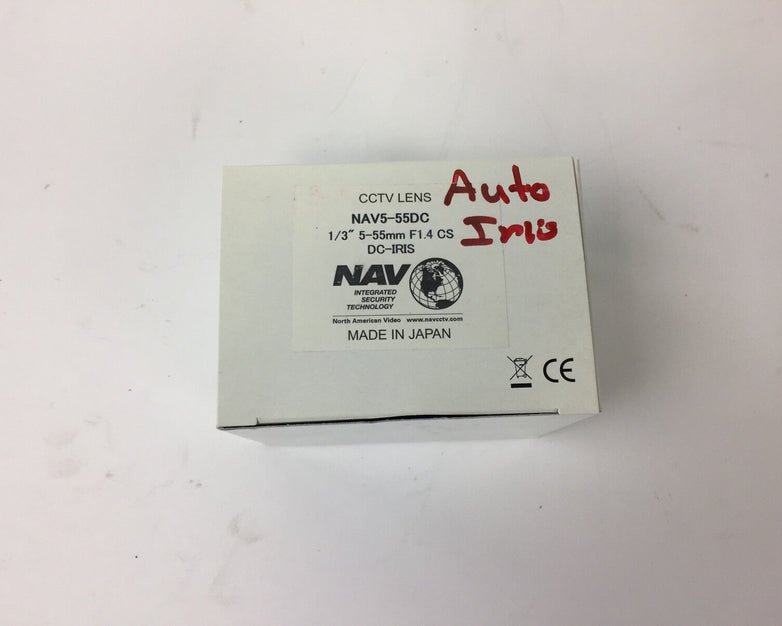 CCTV LENS
Auto
NAV5-55DC
1/3" 5-55mm F1.4 CS
Iris
DC-IRIS
NAV
INTEGRATED
SECURITY
TECHNOLOGY
North American Video www.navcctv.com
MADE IN JAPAN
CE